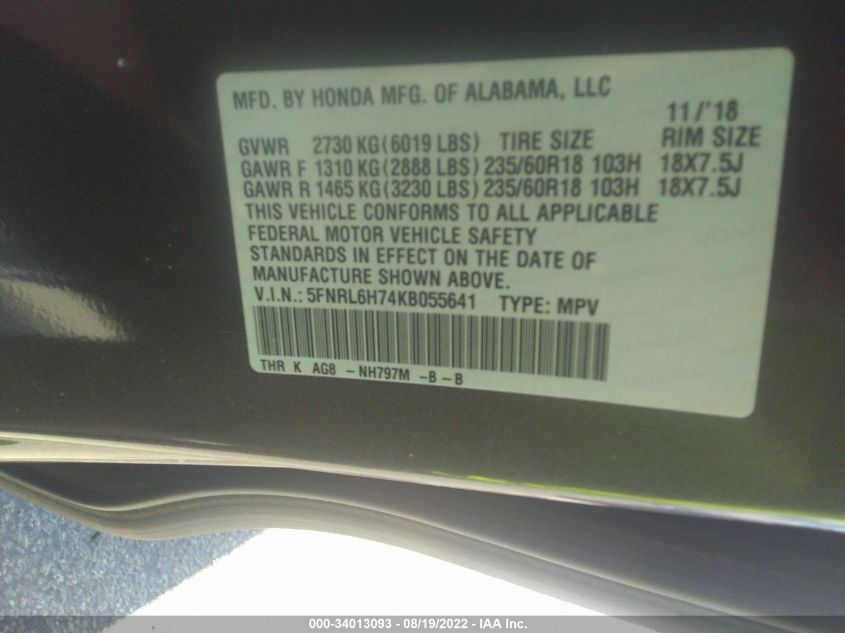 MFD. BY HONDA MFG. OF ALABAMA, LLC
11/'18
GVWR 2730 KG(6019 LBS) TIRE SIZE RIM SIZE
GAWR F 1310 KG(2888 LBS) 235/60R18 103H 18X7.5J
GAWR R 1465 KG(3230 LBS) 235/60R18 103H 18X7.5J
THIS VEHICLE CONFORMS TO ALL APPLICABLE
FEDERAL MOTOR VEHICLE SAFETY
STANDARDS IN EFFECT ON THE DATE OF
MANUFACTURE SHOWN ABOVE.
V.I.N.: 5FNRL6H74KB055641 TYPE: MPV
THR K AG8 -NH797M -B-B
000-34013093 - 08/19/2022 - IAA Inc.